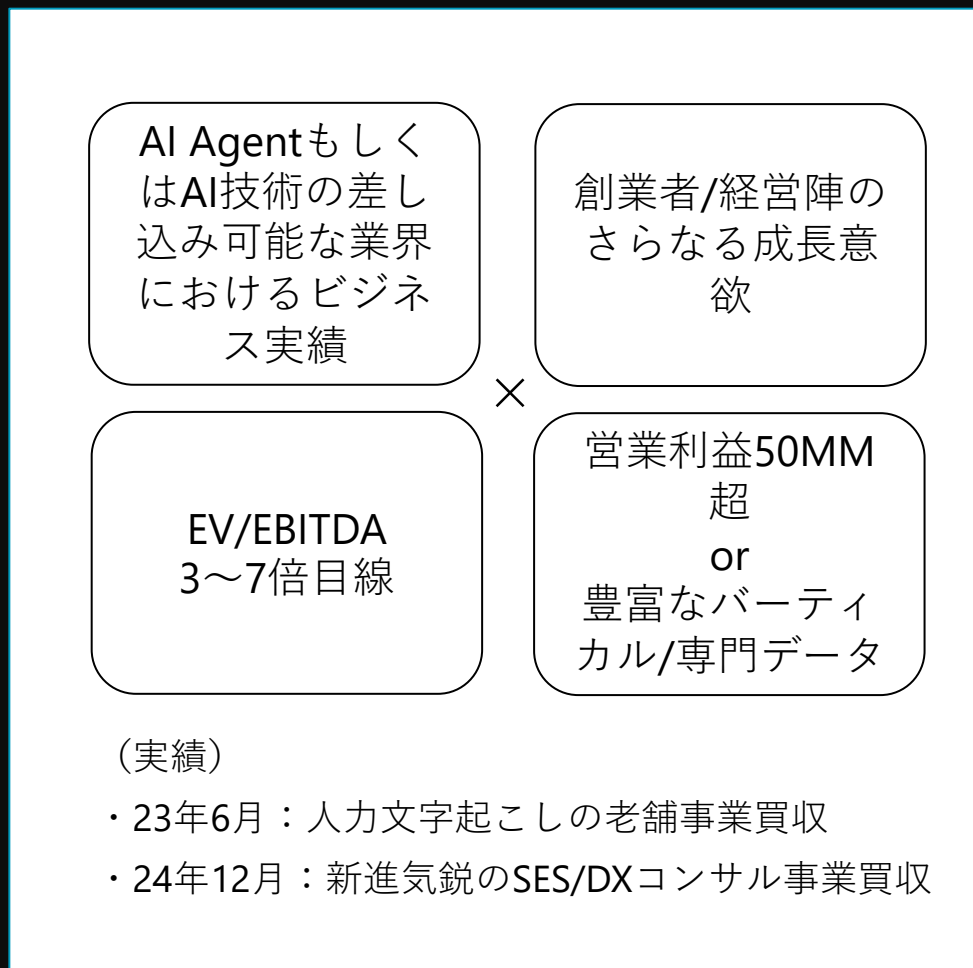 AI Agentもしく
はAI技術の差し
込み可能な業界
におけるビジネ
ス実績
創業者/経営陣の
さらなる成長意
欲
×
EV/EBITDA
3～7倍目線
営業利益50MM
超
or
豊富なバーティ
カル/専門データ
（実績）
・23年6月：人力文字起こしの老舗事業買収
・24年12月：新進気鋭のSES/DXコンサル事業買収